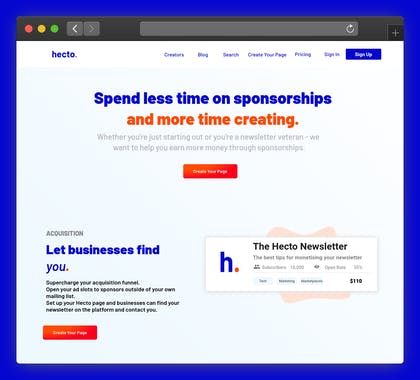 hecto.
Creators Blog Search Create Your Page Pricing Sign In Sign Up
Spend less time on sponsorships
and more time creating.
Whether you're just starting out or you're a newsletter veteran - we
want to help you earn more money through sponsorships.
Create Your Page
ACQUISITION
Let businesses find
you.
Supercharge your acquisition funnel.
Open your ad slots to sponsors outside of your own
mailing list.
Set up your Hecto page and businesses can find your
newsletter on the platform and contact you.
Create Your Page
h.
The Hecto Newsletter
The best tips for monetising your newsletter
Subscribers 10,000 Open Rate 55%
Tech Marketing Marketplaces $110